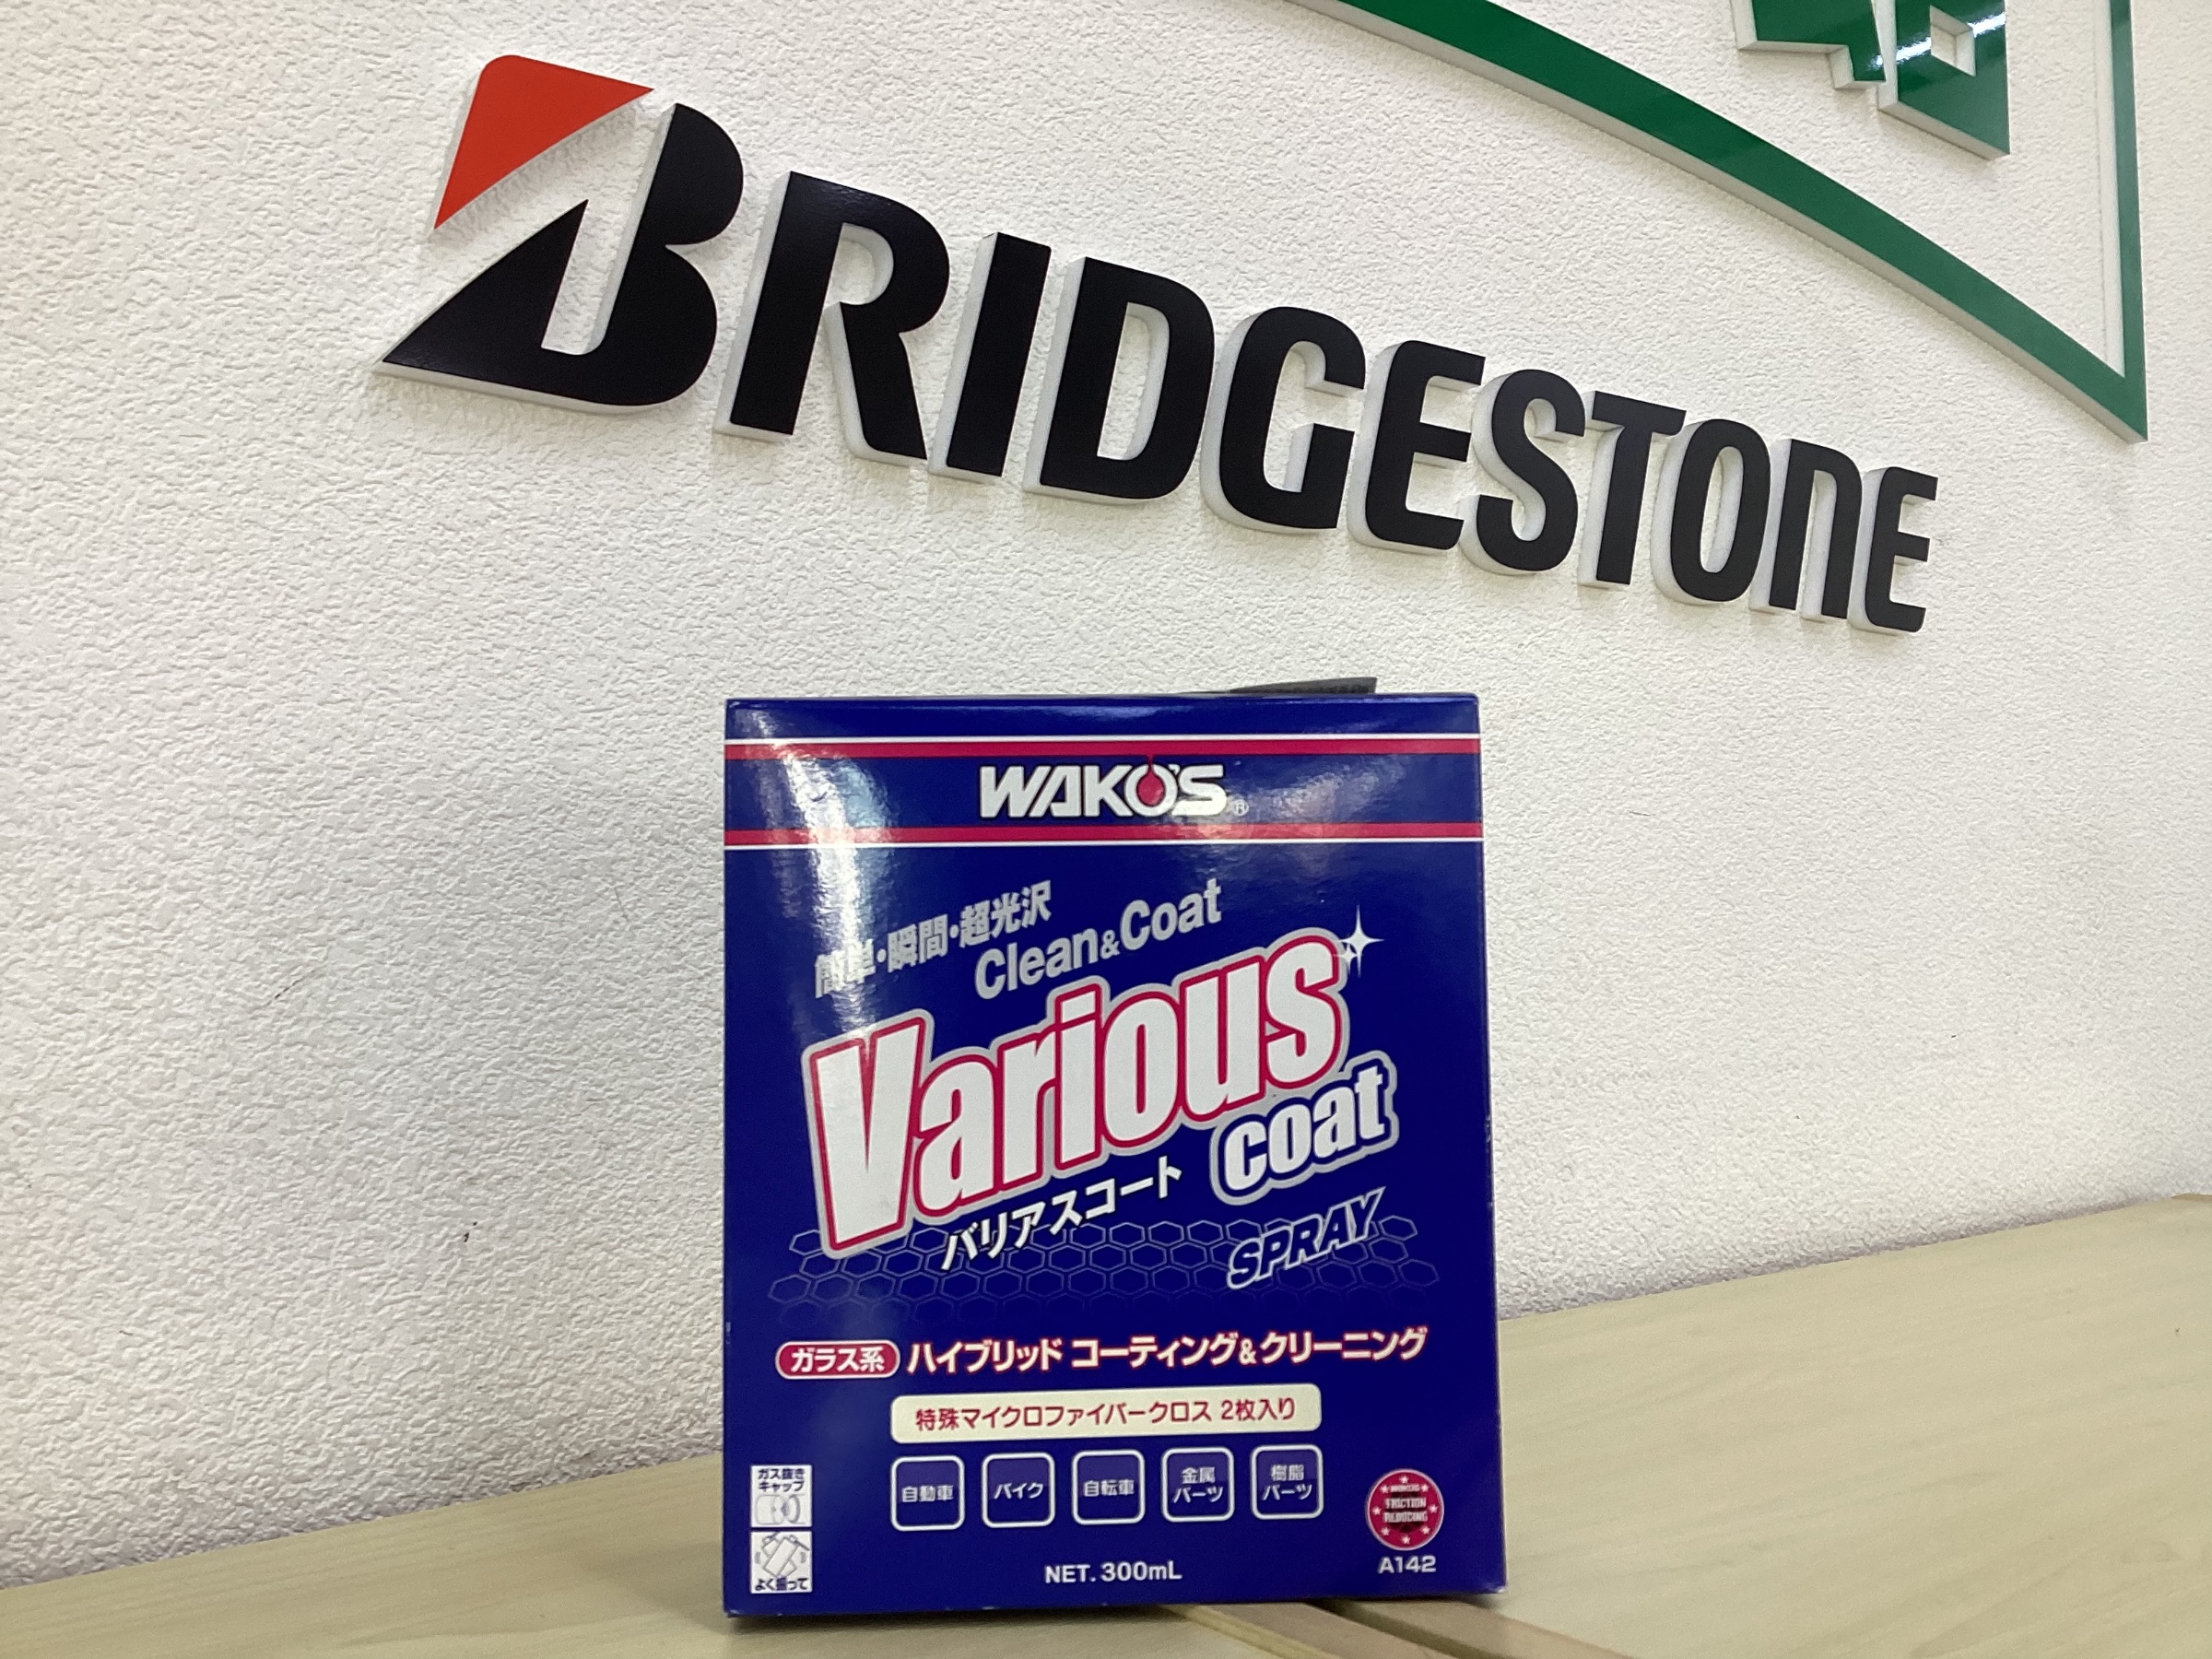 BRIDGESTONE
WAKO'S®
簡単・瞬間・超光沢
Clean&Coat
Various
coat
バリアスコート
SPRAY
ガラス系 ハイブリッド コーティング&クリーニング
特殊マイクロファイバークロス 2枚入り
自動車 バイク 自転車 金属パーツ 樹脂パーツ
ガス抜き
キャップ
よく振って
FRICTION
REDUCING
A142
NET. 300mL